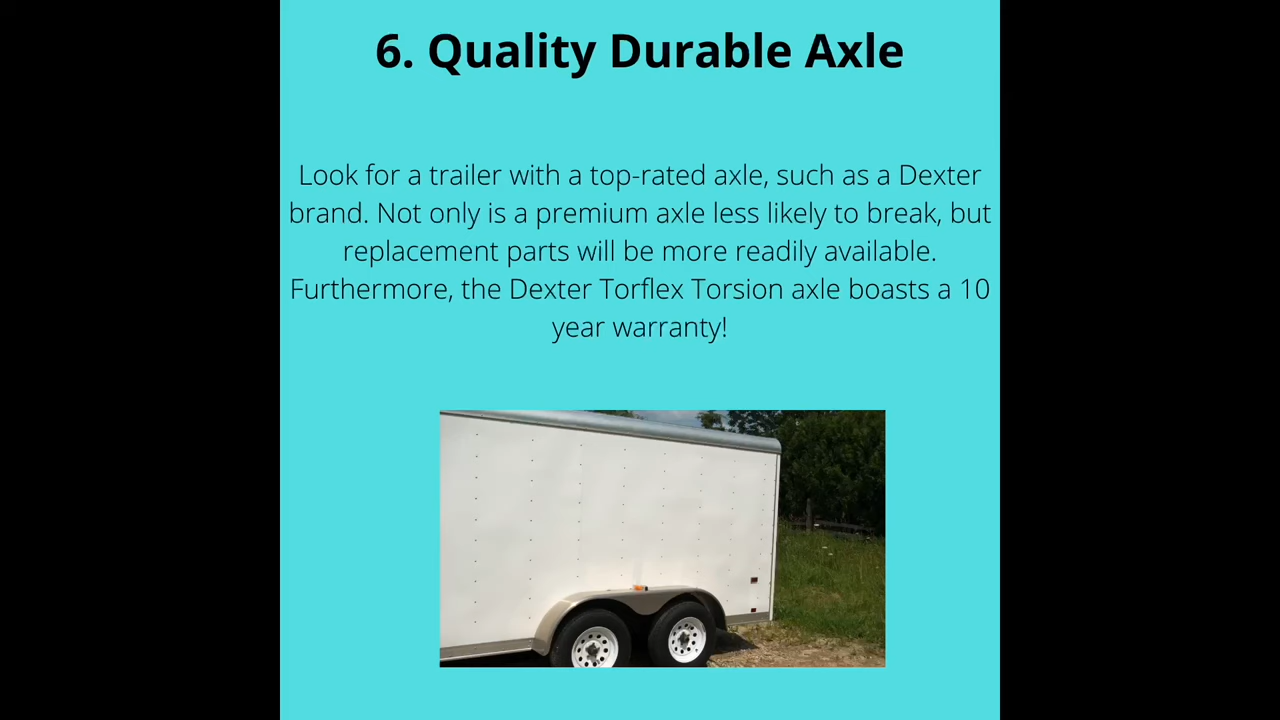 6. Quality Durable Axle
Look for a trailer with a top-rated axle, such as a Dexter
brand. Not only is a premium axle less likely to break, but
replacement parts will be more readily available.
Furthermore, the Dexter Torflex Torsion axle boasts a 10
year warranty!